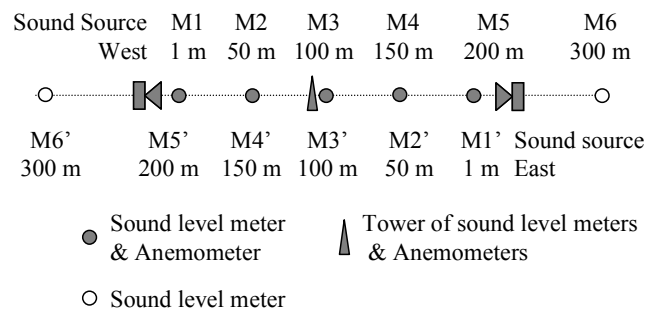 Sound Source M1 M2 M3 M4 M5 M6
West 1 m 50 m 100 m 150 m 200 m 300 m
M6' M5' M4' M3' M2' M1' Sound source
300 m 200 m 150 m 100 m 50 m 1 m East
Sound level meter
& Anemometer
Tower of sound level meters
& Anemometers
Sound level meter